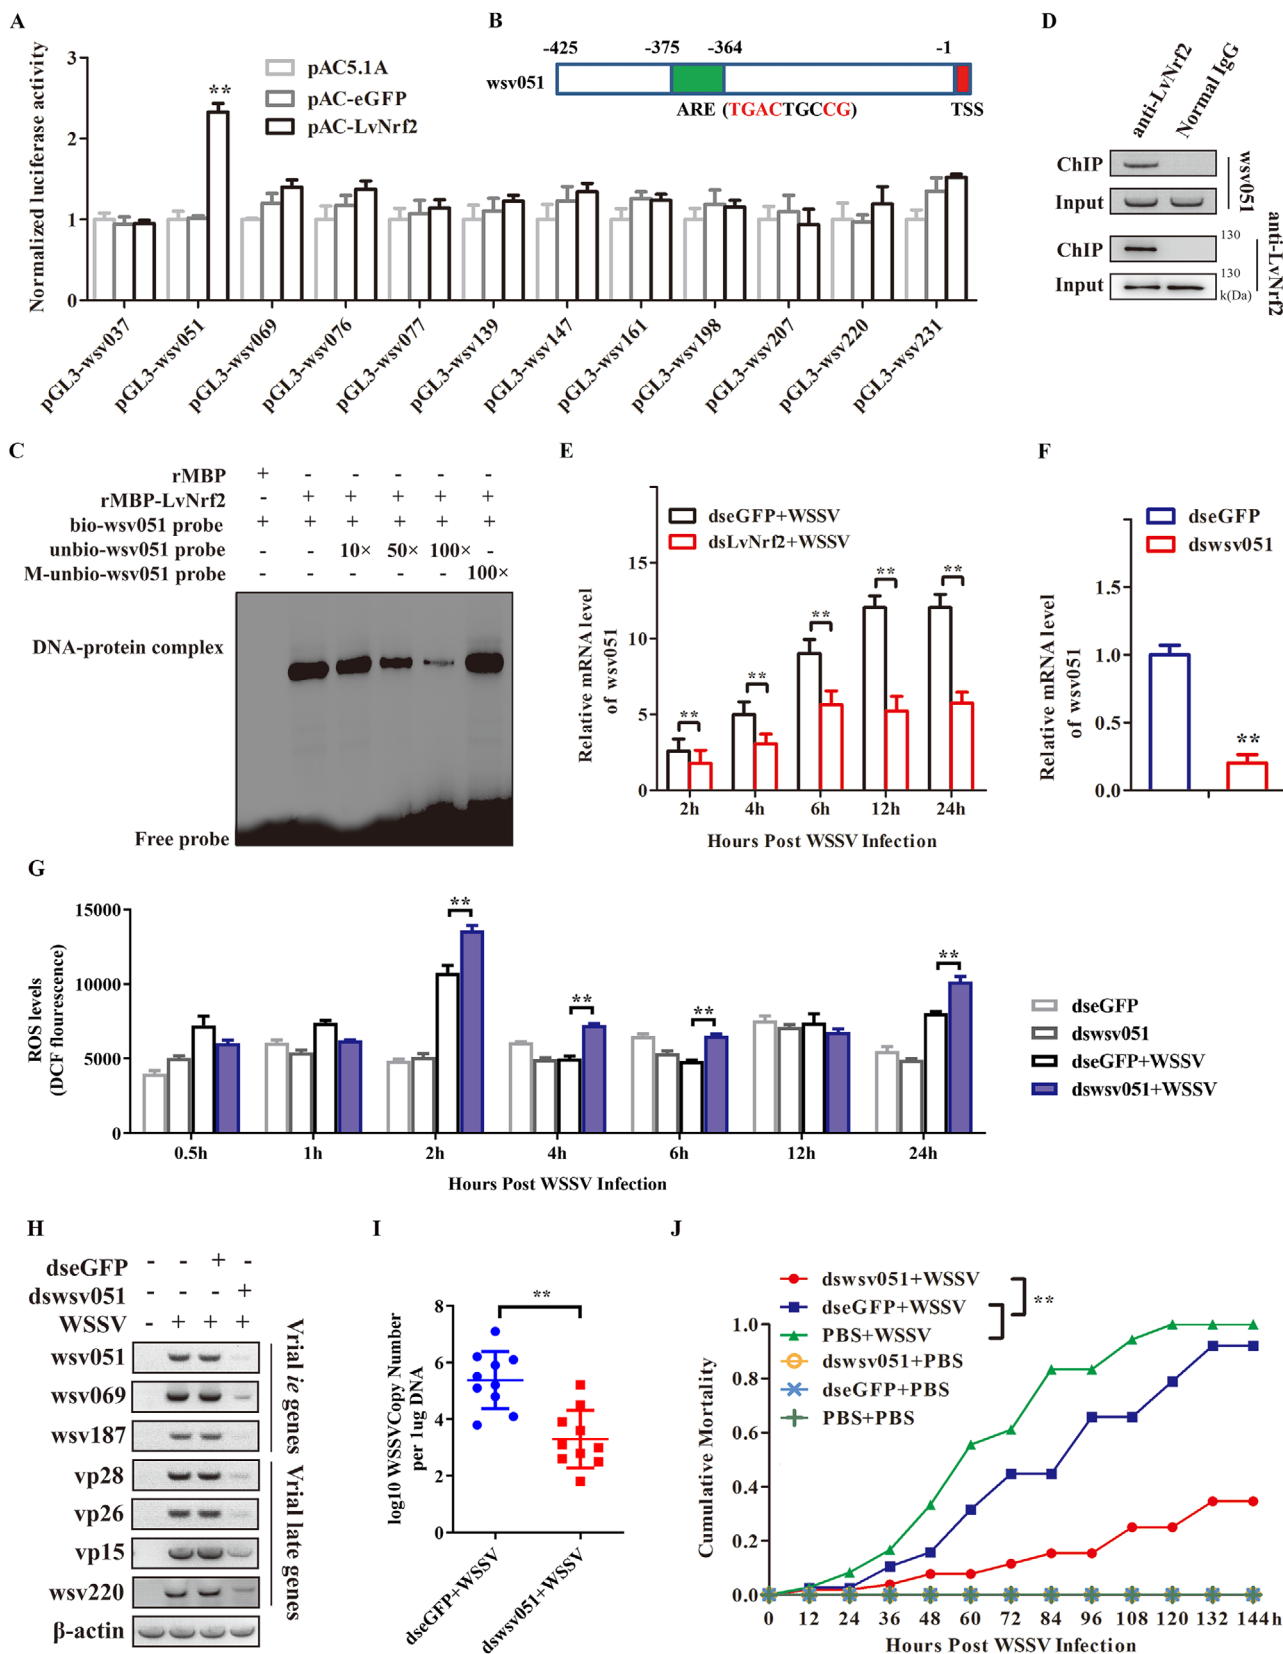 A
Normalized luciferase activity
3
2
1
0
**
pAC5.1A
pAC-eGFP
pAC-LvNrf2
pGL3-wsv037
pGL3-wsv051
pGL3-wsv069
pGL3-wsv076
pGL3-wsv077
pGL3-wsv139
pGL3-wsv147
pGL3-wsv161
pGL3-wsv198
pGL3-wsv207
pGL3-wsv220
pGL3-wsv231
B
-425 -375 -364 -1
wsv051
ARE (TGACTGCCG) TSS
D
anti-LvNrf2
Normal IgG
ChIP
Input
wsv051
ChIP 130
Input 130
k(Da)
anti-LvNrf2
C
rMBP + - - - - -
rMBP-LvNrf2 - + + + + +
bio-wsv051 probe + + + + + +
unbio-wsv051 probe - - 10× 50× 100× -
M-unbio-wsv051 probe - - - - - 100×
DNA-protein complex
Free probe
E
Relative mRNA level
of wsv051
15
10
5
0
dseGFP+WSSV
dsLvNrf2+WSSV
** ** ** ** **
2h 4h 6h 12h 24h
Hours Post WSSV Infection
F
Relative mRNA level
of wsv051
1.5
1.0
0.5
0.0
dseGFP
dswsv051
**
G
ROS levels
(DCF flourescence)
15000
10000
5000
0
** ** ** **
0.5h 1h 2h 4h 6h 12h 24h
Hours Post WSSV Infection
dseGFP
dswsv051
dseGFP+WSSV
dswsv051+WSSV
H
dseGFP - - + -
dswsv051 - - - +
WSSV - + + +
wsv051
wsv069
wsv187
vp28
vp26
vp15
wsv220
β-actin
Vrial ie genes
Vrial late genes
I
log10 WSSVCopy Number
per 1ug DNA
8
6
4
2
0
**
dseGFP+WSSV
dswsv051+WSSV
J
dswsv051+WSSV
dseGFP+WSSV
PBS+WSSV
dswsv051+PBS
dseGFP+PBS
PBS+PBS
**
Cumulative Mortality
1.0
0.8
0.6
0.4
0.2
0.0
0 12 24 36 48 60 72 84 96 108 120 132 144h
Hours Post WSSV Infection